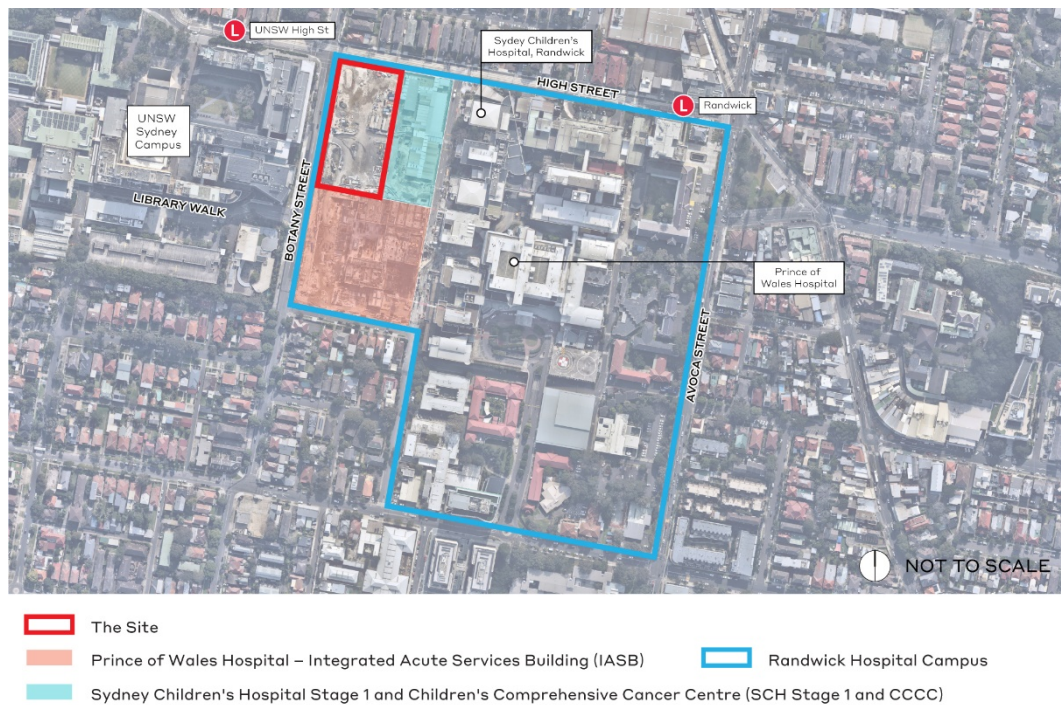 L
UNSW High St
Sydey Children's
Hospital, Randwick
HIGH STREET
L
Randwick
UNSW
Sydney
Campus
LIBRARY WALK
BOTANY STREET
Prince of
Wales Hospital
AVOCA STREET
NOT TO SCALE
The Site
Prince of Wales Hospital – Integrated Acute Services Building (IASB)
Randwick Hospital Campus
Sydney Children's Hospital Stage 1 and Children's Comprehensive Cancer Centre (SCH Stage 1 and CCCC)